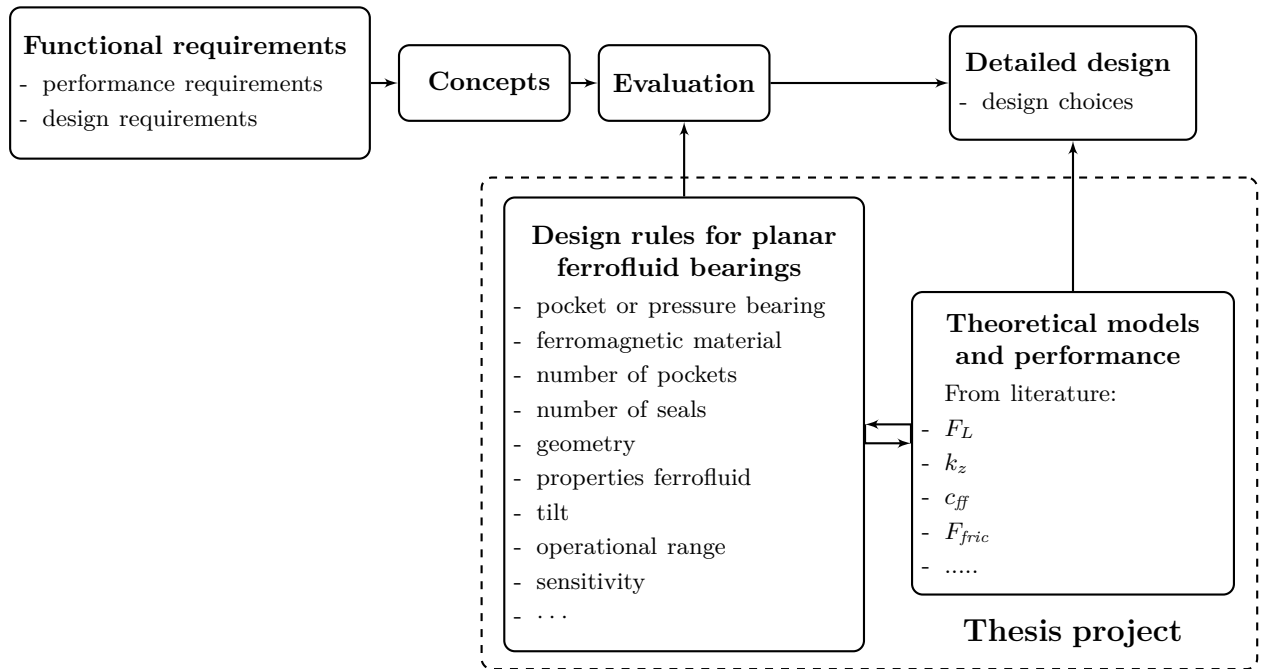 Functional requirements
- performance requirements
- design requirements
Concepts
Evaluation
Detailed design
- design choices
Design rules for planar
ferrofluid bearings
- pocket or pressure bearing
- ferromagnetic material
- number of pockets
- number of seals
- geometry
- properties ferrofluid
- tilt
- operational range
- sensitivity
- · · ·
Theoretical models
and performance
From literature:
- F_L
- k_z
- c_ff
- F_fric
- .....
Thesis project